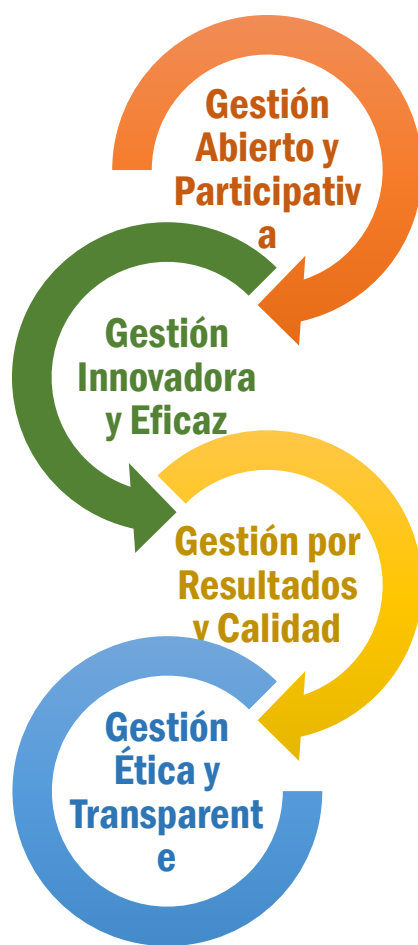 Gestión
Abierto y
Participativ
a
Gestión
Innovadora
y Eficaz
Gestión por
Resultados
y Calidad
Gestión
Ética y
Transparent
e